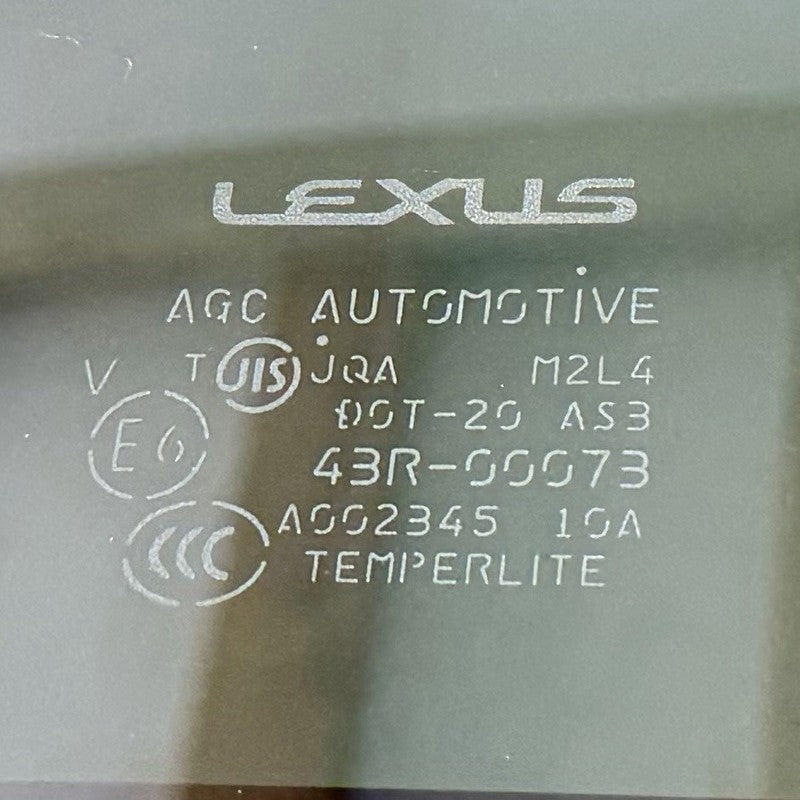 LEXUS
AGC AUTOMOTIVE
V T JIS JQA M2L4
DOT-20 AS3
E6 43R-00073
CCC A002345 10A
TEMPERLITE